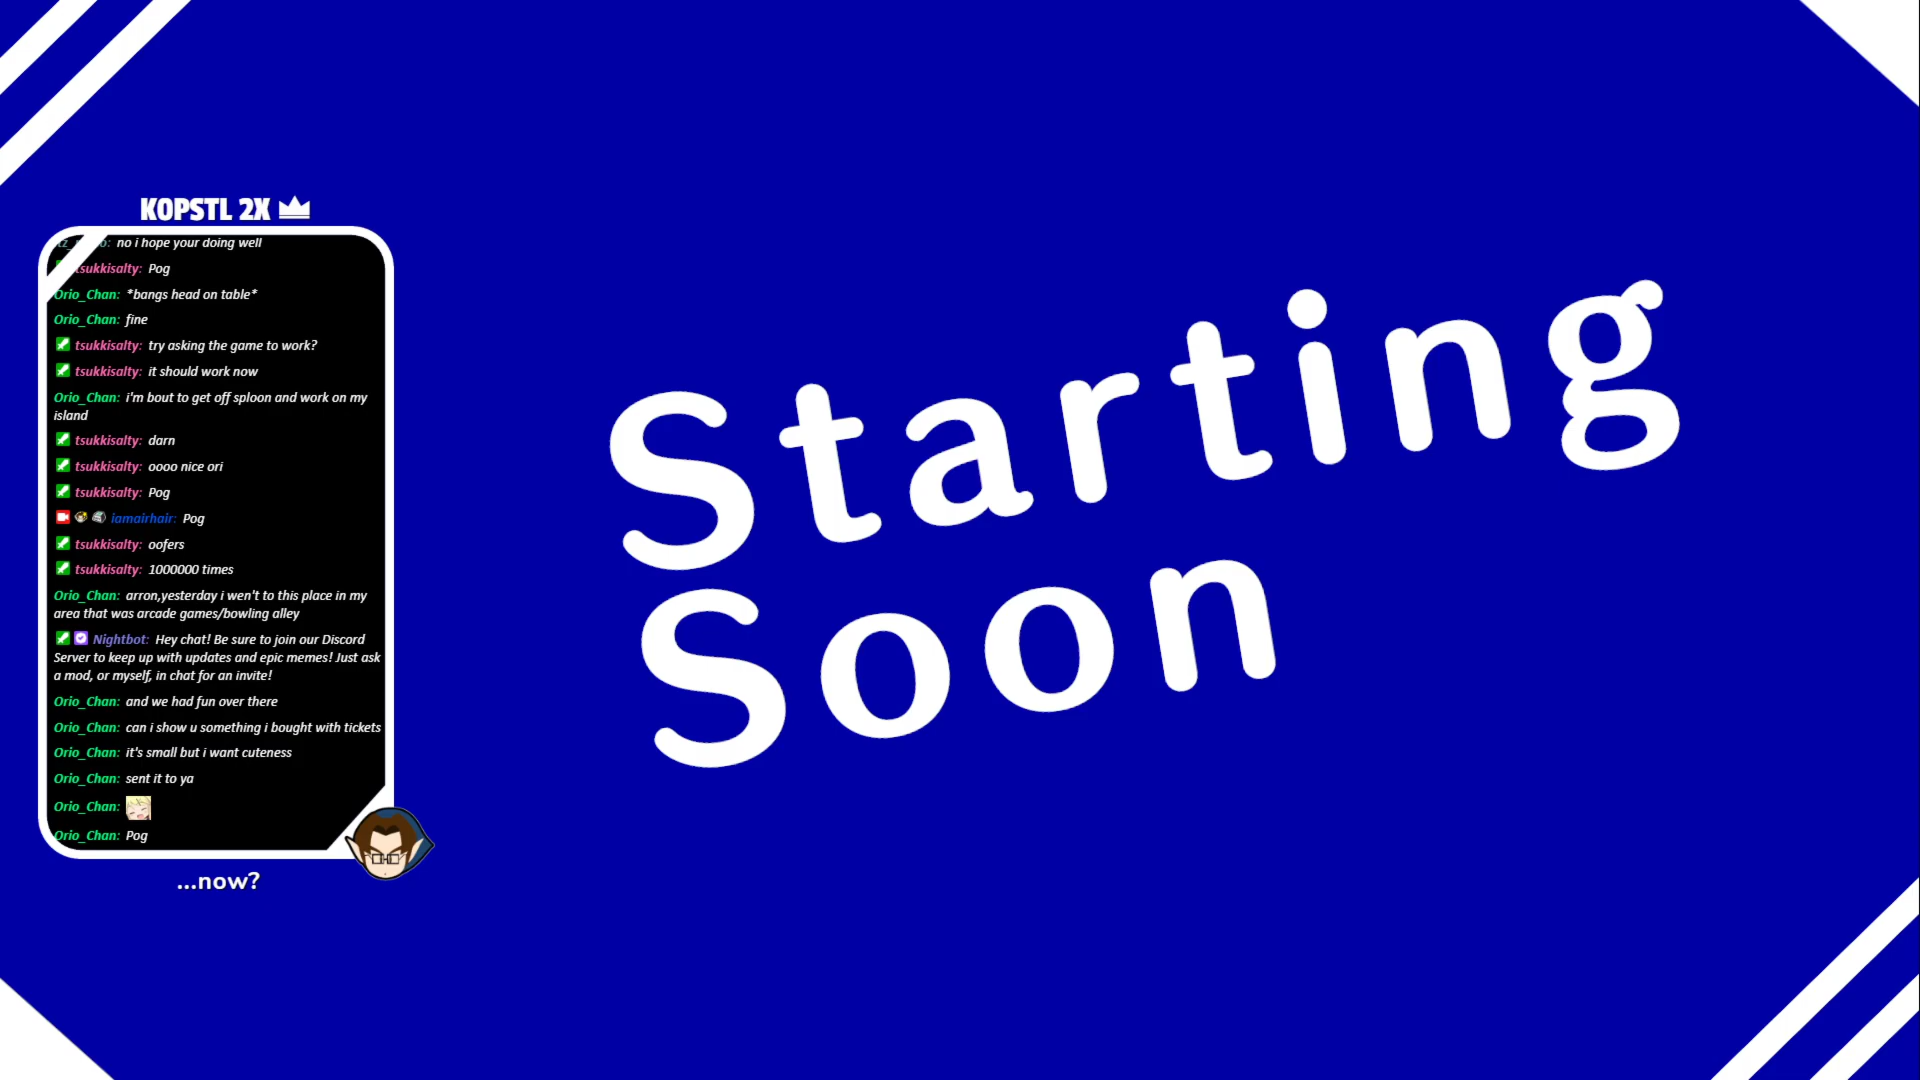 KOPSTL 2X
no i hope your doing well
tsukkisalty: Pog
Orio_Chan: *bangs head on table*
Orio_Chan: fine
tsukkisalty: try asking the game to work?
tsukkisalty: it should work now
Orio_Chan: i'm bout to get off sploon and work on my
island
tsukkisalty: darn
tsukkisalty: oooo nice ori
tsukkisalty: Pog
iamairhair: Pog
tsukkisalty: oofers
tsukkisalty: 1000000 times
Orio_Chan: arron,yesterday i wen't to this place in my
area that was arcade games/bowling alley
Nightbot: Hey chat! Be sure to join our Discord
Server to keep up with updates and epic memes! Just ask
a mod, or myself, in chat for an invite!
Orio_Chan: and we had fun over there
Orio_Chan: can i show u something i bought with tickets
Orio_Chan: it's small but i want cuteness
Orio_Chan: sent it to ya
Orio_Chan:
Orio_Chan: Pog
...now?
Starting
Soon